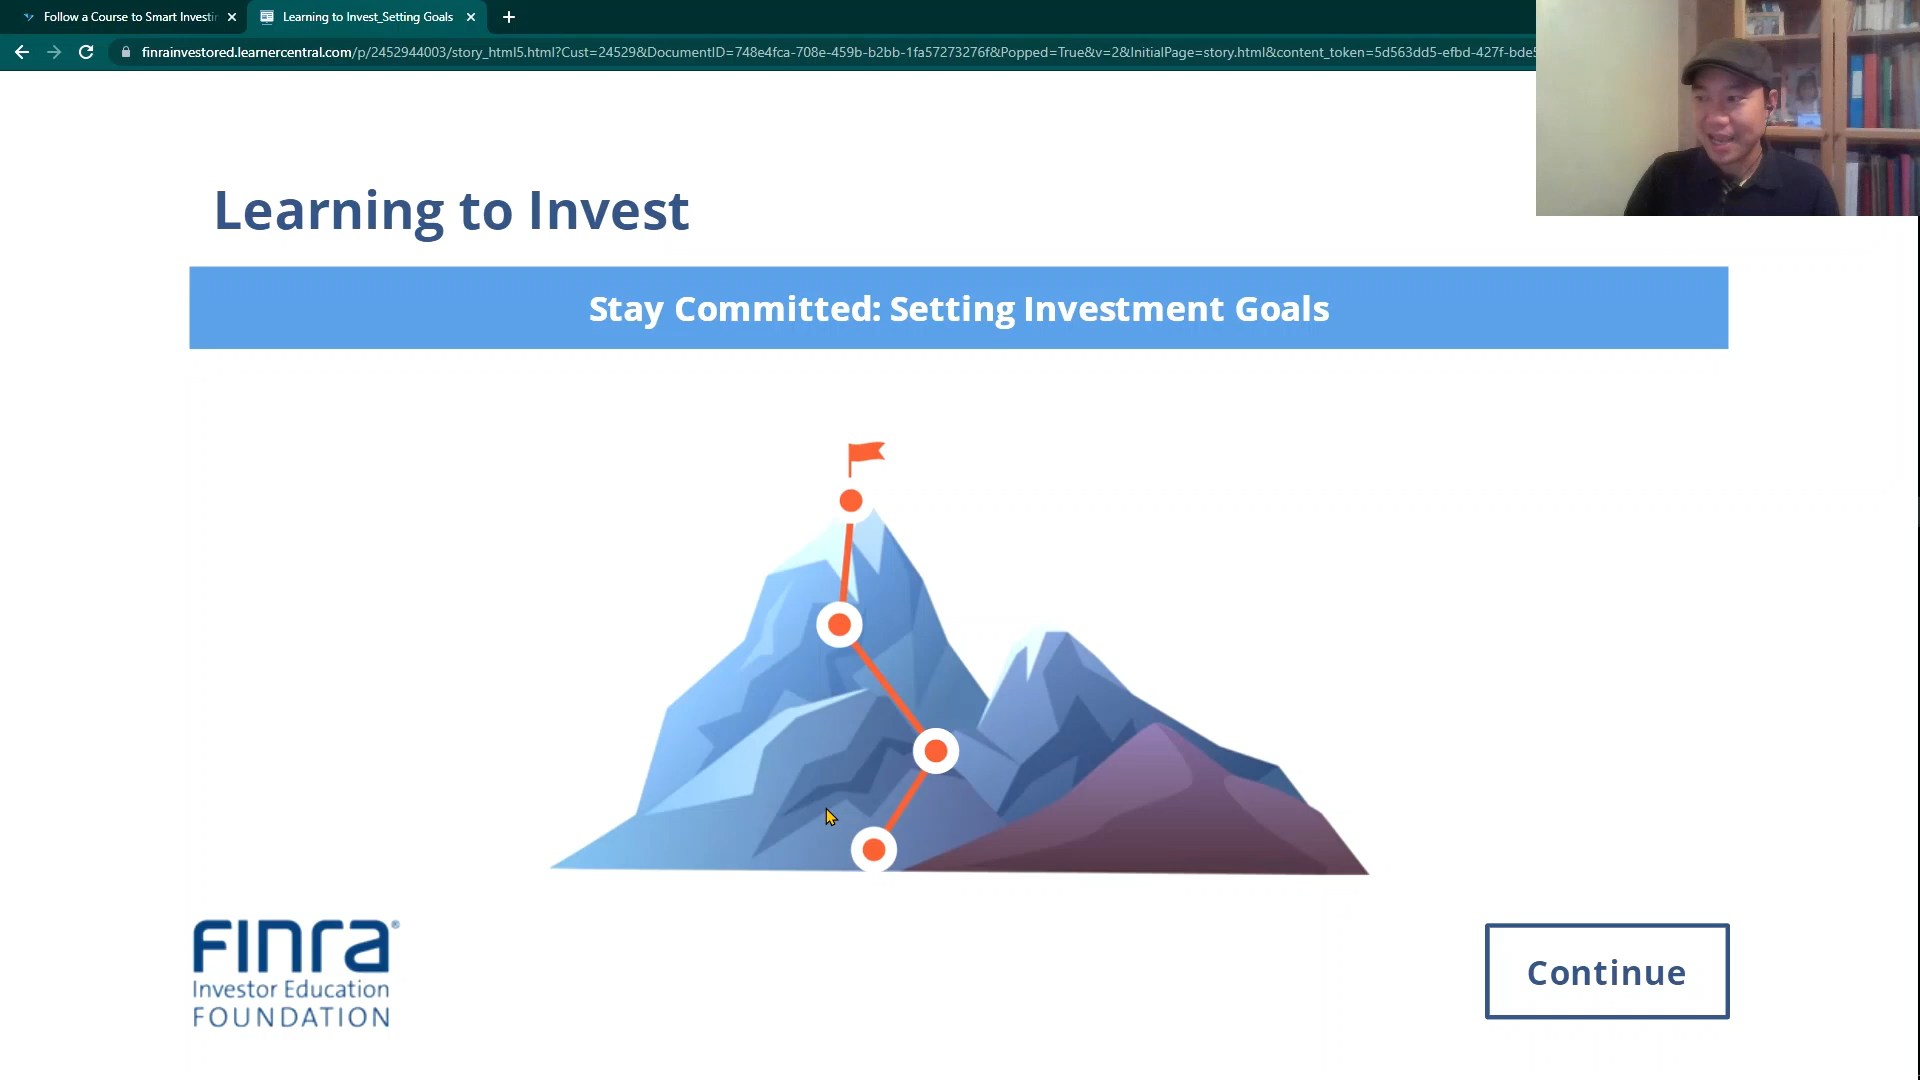 Follow a Course to Smart Investin
Learning to Invest_Setting Goals
finrainvestored.learnercentral.com/p/2452944003/story_html5.html?Cust=24529&DocumentID=748e4fca-708e-459b-b2bb-1fa57273276f&Popped=True&v=2&InitialPage=story.html&content_token=5d563dd5-efbd-427f-bde5
Learning to Invest
Stay Committed: Setting Investment Goals
FINra®
Investor Education
FOUNDATION
Continue